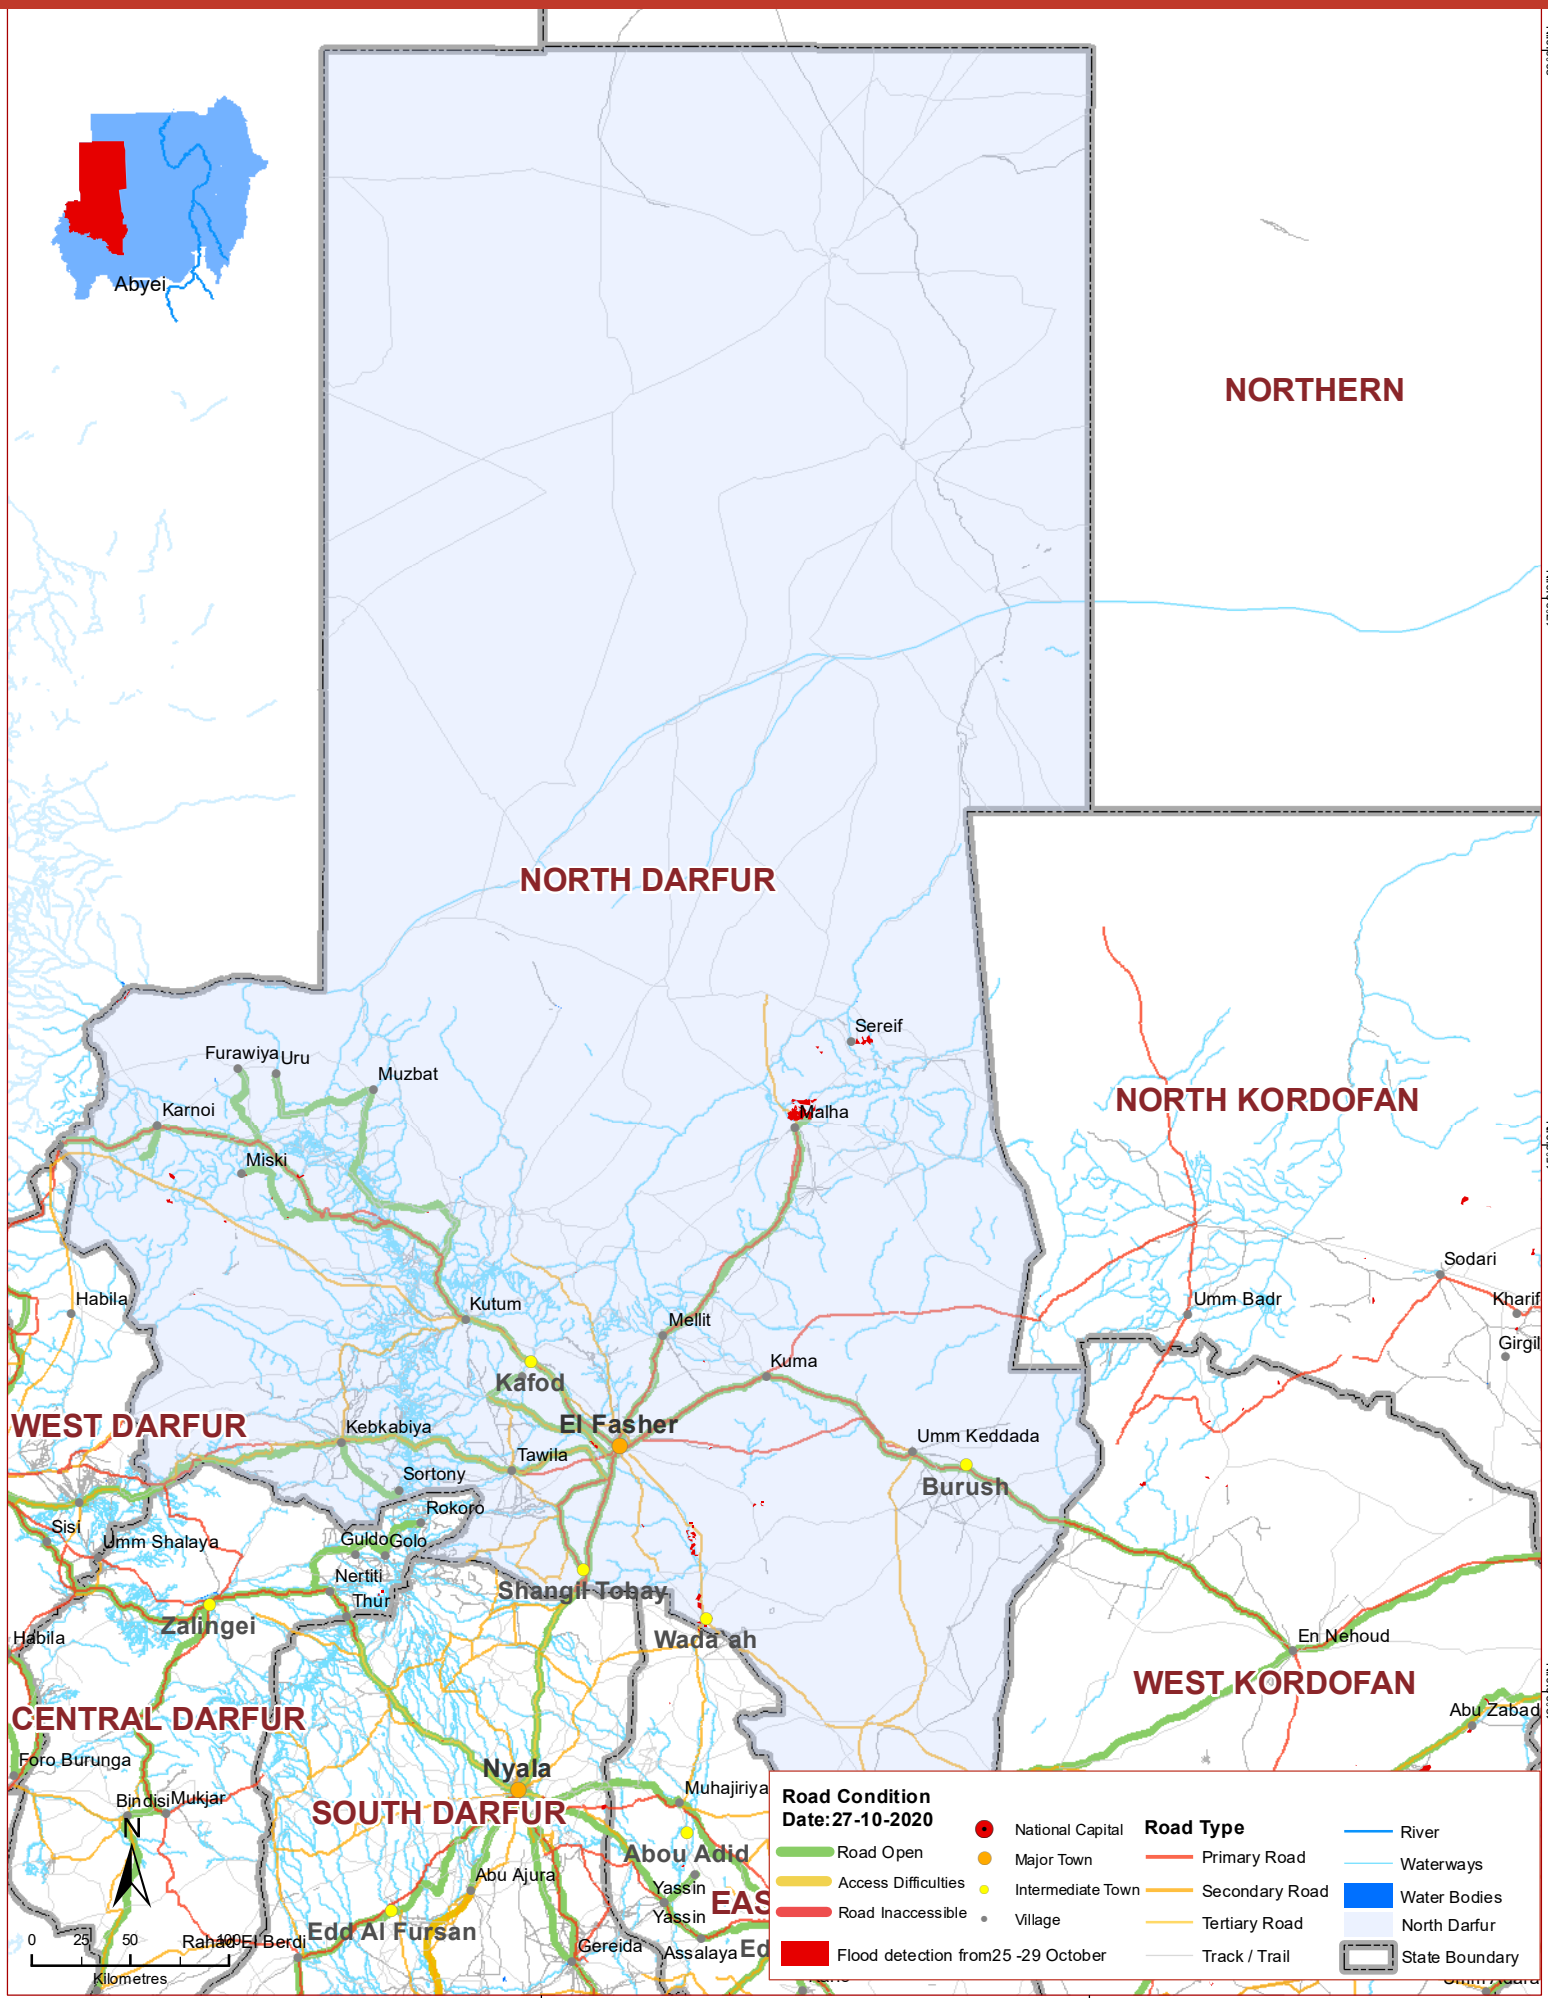 Abyei
NORTHERN
NORTH DARFUR
Sereif
Furawiya
Uru
Muzbat
Malha
NORTH KORDOFAN
Karnoi
Miski
Sodari
Habila
Kutum
Umm Badr
Kharif
Mellit
Girgil
Kuma
Kafod
WEST DARFUR
Kebkabiya
El Fasher
Umm Keddada
Tawila
Sortony
Burush
Rokoro
Sisi
Umm Shalaya
Guldo
Golo
Nertiti
Shangil Tobay
Thur
Zalingei
Habila
Wada`ah
En Nehoud
WEST KORDOFAN
CENTRAL DARFUR
Abu Zabad
Foro Burunga
Nyala
Muhajiriya
Bindisi
Mukjar
SOUTH DARFUR
N
Abou Adid
Abu Ajura
Yassin
EAS
Yassin
Edd Al Fursan
Rahad El Berdi
Gereida
Assalaya
Ed
0 25 50 100
Kilometres
Road Condition
Date:27-10-2020
Road Open
Access Difficulties
Road Inaccessible
Flood detection from25 -29 October
National Capital
Major Town
Intermediate Town
Village
Road Type
Primary Road
Secondary Road
Tertiary Road
Track / Trail
River
Waterways
Water Bodies
North Darfur
State Boundary